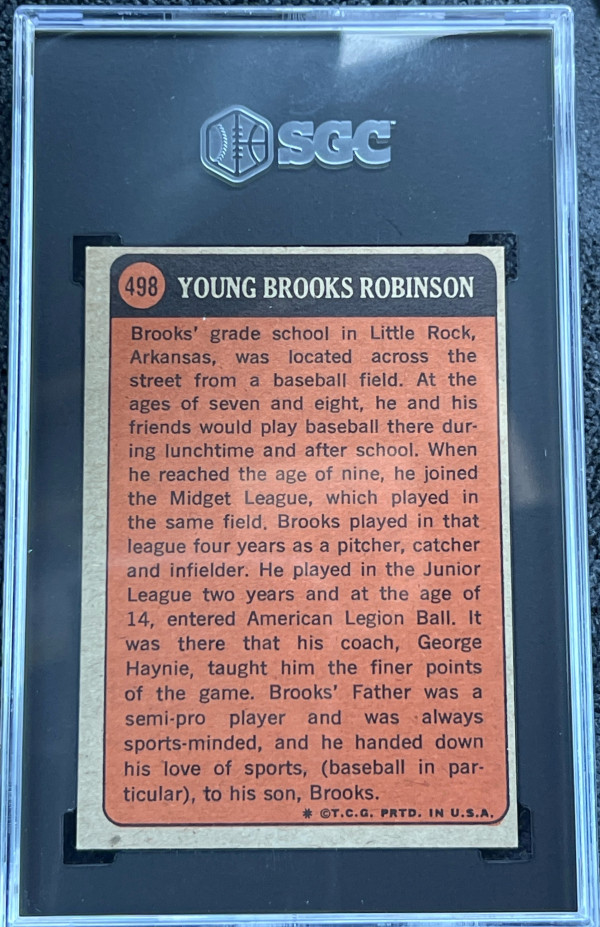 SGC
498 YOUNG BROOKS ROBINSON
Brooks' grade school in Little Rock,
Arkansas, was located across the
street from a baseball field. At the
ages of seven and eight, he and his
friends would play baseball there dur-
ing lunchtime and after school. When
he reached the age of nine, he joined
the Midget League, which played in
the same field. Brooks played in that
league four years as a pitcher, catcher
and infielder. He played in the Junior
League two years and at the age of
14, entered American Legion Ball. It
was there that his coach, George
Haynie, taught him the finer points
of the game. Brooks' Father was a
semi-pro player and was always
sports-minded, and he handed down
his love of sports, (baseball in par-
ticular), to his son, Brooks.
* ©T.C.G. PRTD. IN U.S.A.